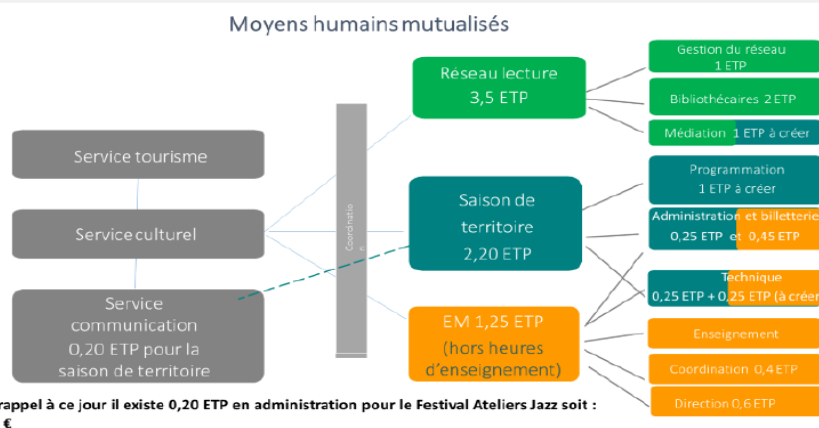 Moyens humains mutualisés
Service tourisme
Service culturel
Service
communication
0,20 ETP pour la
saison de territoire
Coordinatio
n
Réseau lecture
3,5 ETP
Saison de
territoire
2,20 ETP
EM 1,25 ETP
(hors heures
d'enseignement)
Gestion du réseau
1 ETP
Bibliothécaires 2 ETP
Médiation 1 ETP à créer
Programmation
1 ETP à créer
Administration et billetterie
0,25 ETP et 0,45 ETP
Technique
0,25 ETP + 0,25 ETP (à créer
Enseignement
Coordination 0,4 ETP
Direction 0,6 ETP
rappel à ce jour il existe 0,20 ETP en administration pour le Festival Ateliers Jazz soit :
€